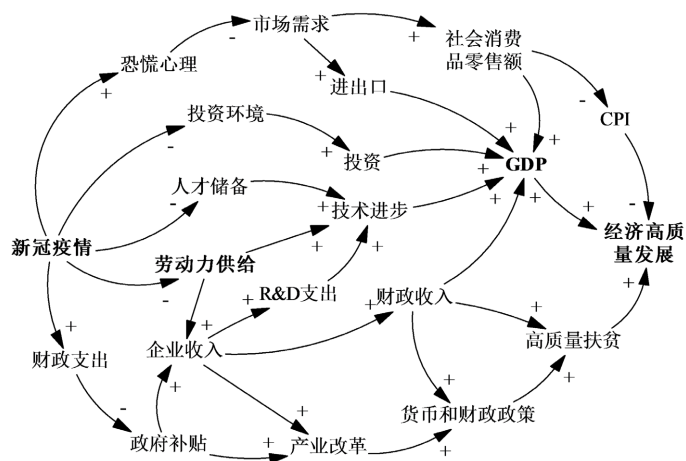 市场需求
社会消费
品零售额
恐慌心理
进出口
CPI
投资环境
投资
GDP
人才储备
技术进步
新冠疫情
劳动力供给
经济高质
量发展
R&D支出
财政收入
财政支出
企业收入
高质量扶贫
货币和财政政策
政府补贴
产业改革